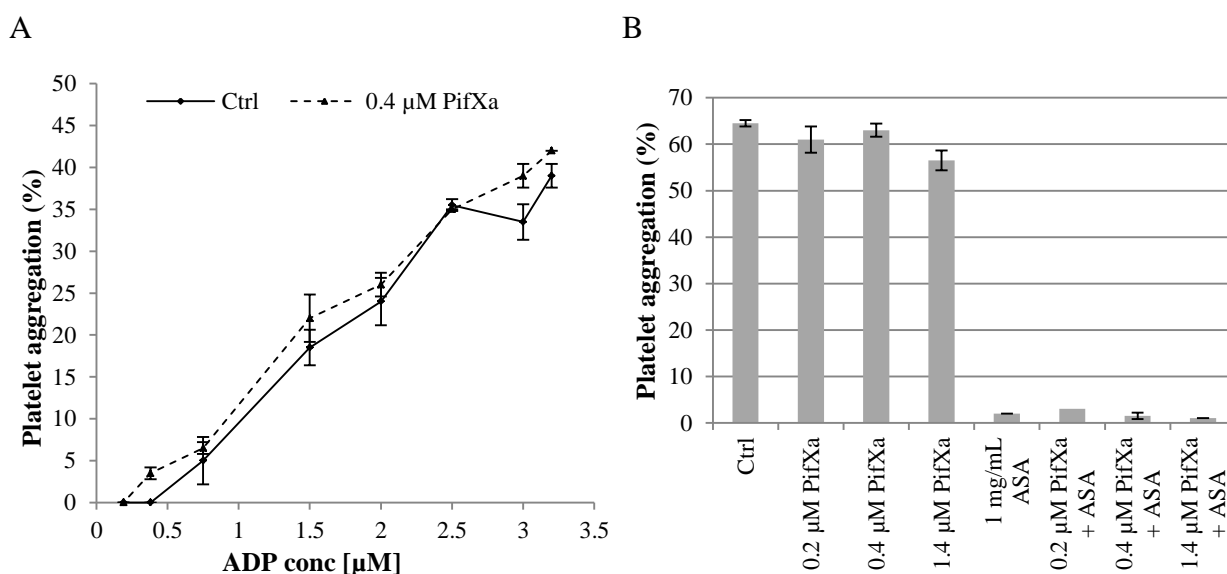 A
Platelet aggregation (%)
50
45
40
35
30
25
20
15
10
5
0
Ctrl
0.4 µM PifXa
0
0.5
1
1.5
2
2.5
3
3.5
ADP conc [µM]
B
Platelet aggregation (%)
70
60
50
40
30
20
10
0
Ctrl
0.2 µM PifXa
0.4 µM PifXa
1.4 µM PifXa
1 mg/mL
ASA
0.2 µM PifXa
+ ASA
0.4 µM PifXa
+ ASA
1.4 µM PifXa
+ ASA